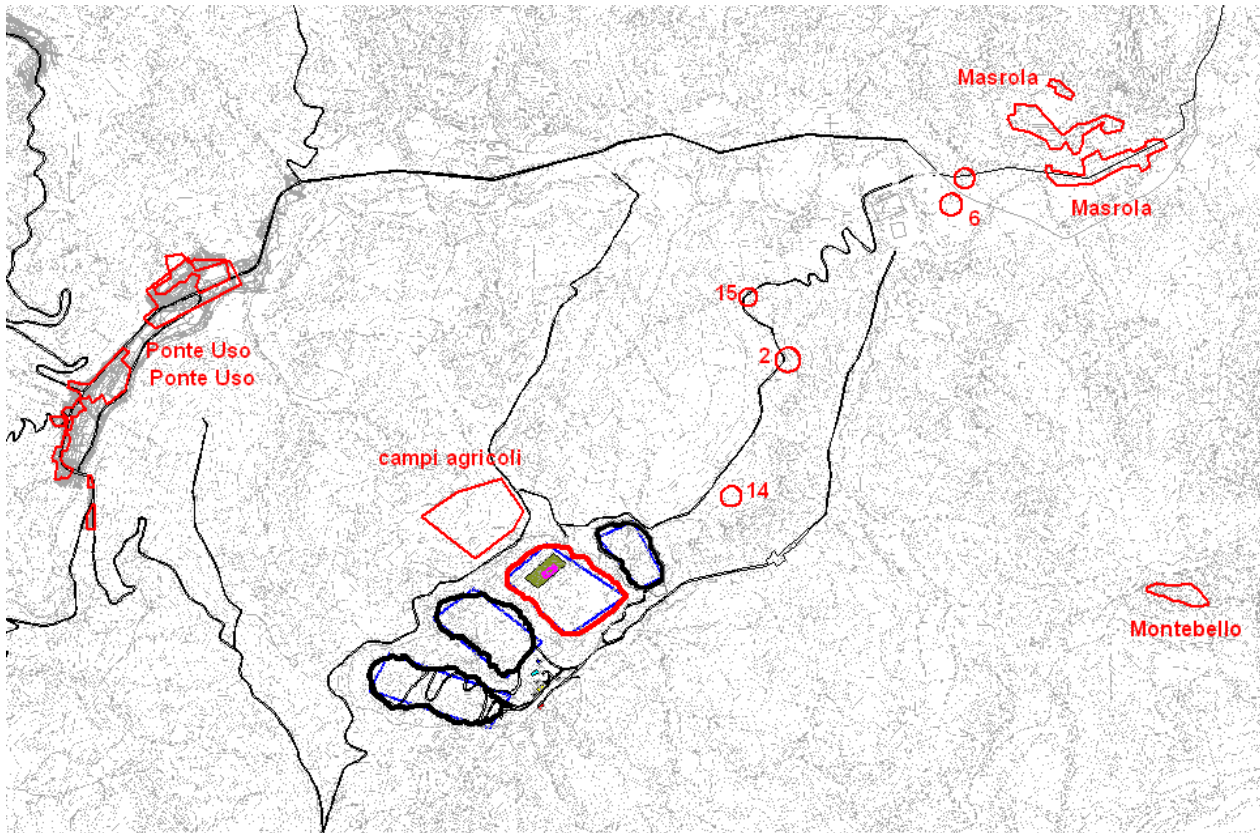 Masrola
Masrola
6
15
Ponte Uso
2
Ponte Uso
campi agricoli
14
Montebello